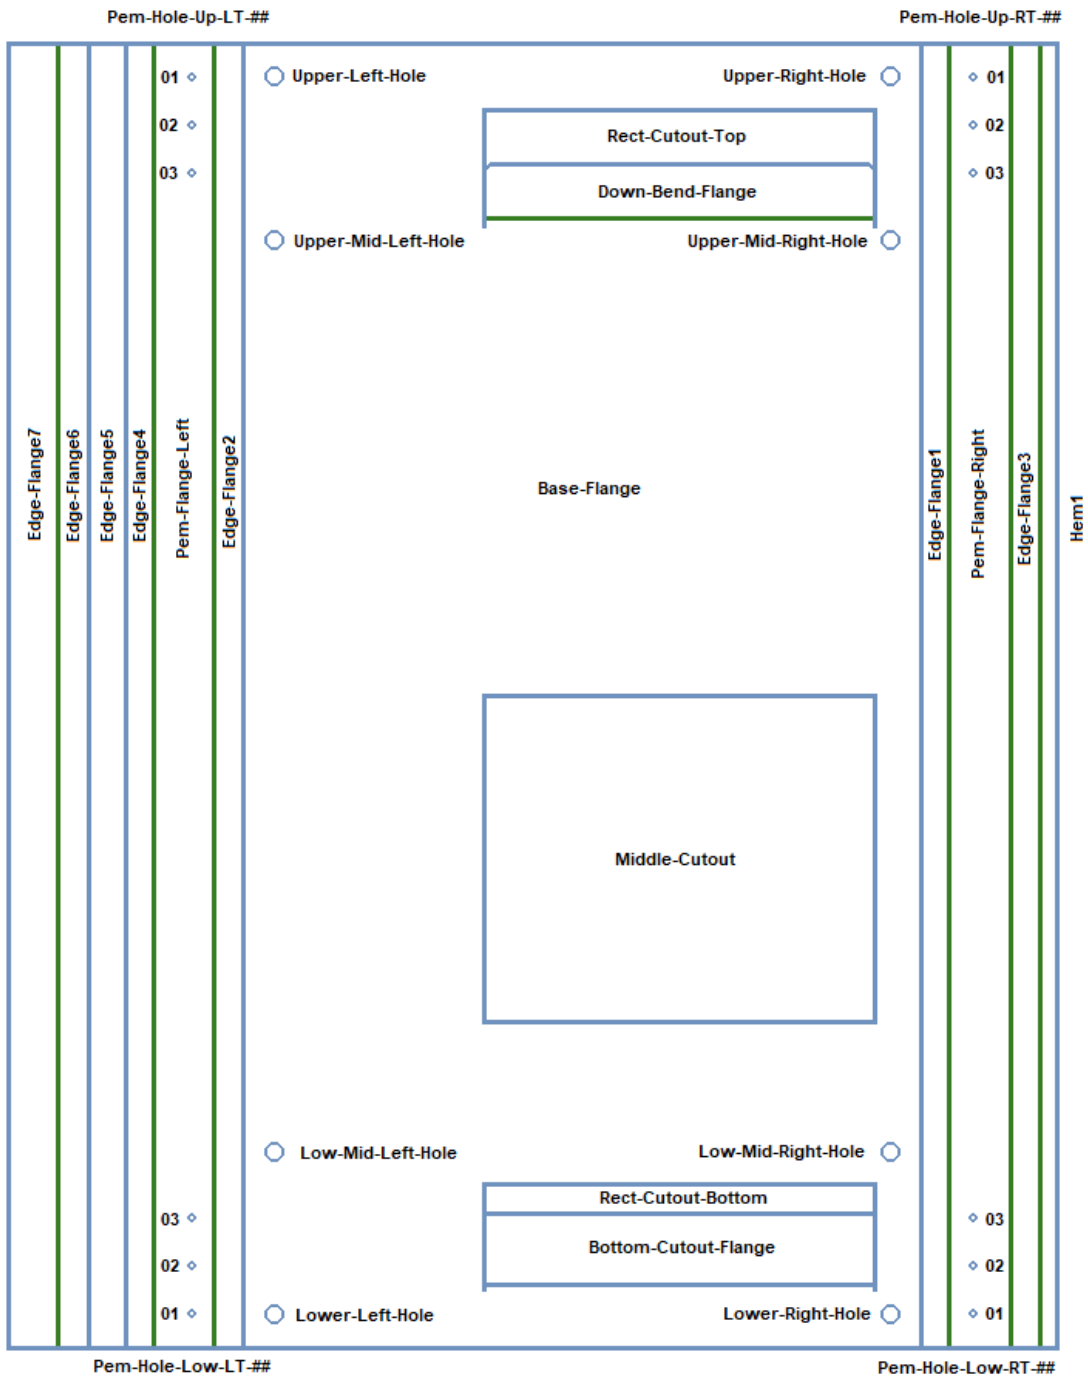 Pem-Hole-Up-LT-##
Pem-Hole-Up-RT-##
01
Upper-Left-Hole
Upper-Right-Hole
01
02
Rect-Cutout-Top
02
03
Down-Bend-Flange
03
Upper-Mid-Left-Hole
Upper-Mid-Right-Hole
Edge-Flange7
Edge-Flange6
Edge-Flange5
Edge-Flange4
Pem-Flange-Left
Edge-Flange2
Base-Flange
Edge-Flange1
Pem-Flange-Right
Edge-Flange3
Hem1
Middle-Cutout
Low-Mid-Left-Hole
Low-Mid-Right-Hole
Rect-Cutout-Bottom
03
03
Bottom-Cutout-Flange
02
02
01
Lower-Left-Hole
Lower-Right-Hole
01
Pem-Hole-Low-LT-##
Pem-Hole-Low-RT-##